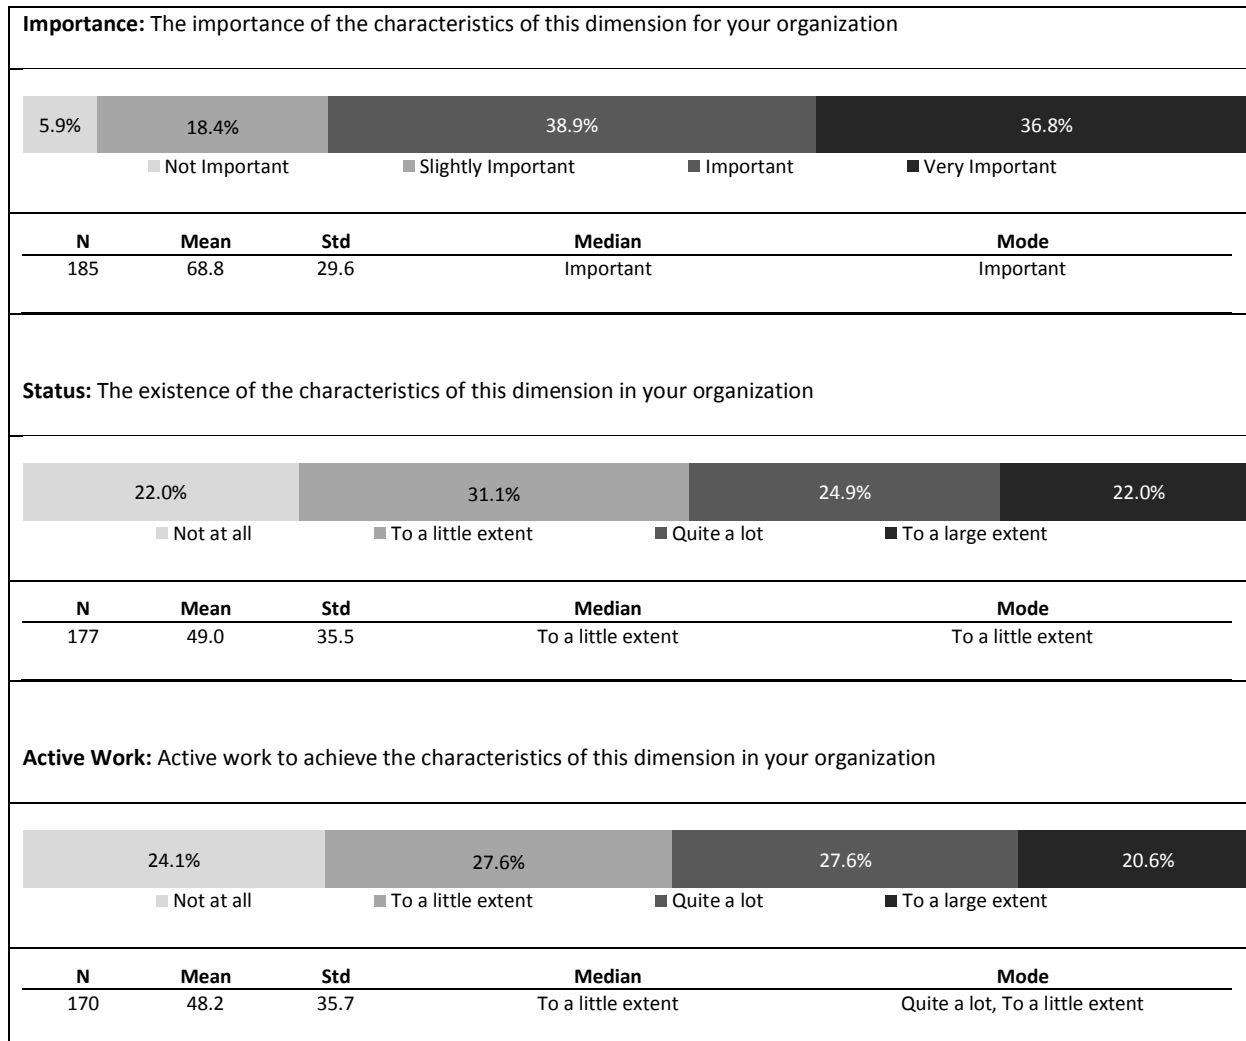 Importance: The importance of the characteristics of this dimension for your organization
5.9% 18.4% 38.9% 36.8%
Not Important Slightly Important Important Very Important
N Mean Std Median Mode
185 68.8 29.6 Important Important
Status: The existence of the characteristics of this dimension in your organization
22.0% 31.1% 24.9% 22.0%
Not at all To a little extent Quite a lot To a large extent
N Mean Std Median Mode
177 49.0 35.5 To a little extent To a little extent
Active Work: Active work to achieve the characteristics of this dimension in your organization
24.1% 27.6% 27.6% 20.6%
Not at all To a little extent Quite a lot To a large extent
N Mean Std Median Mode
170 48.2 35.7 To a little extent Quite a lot, To a little extent